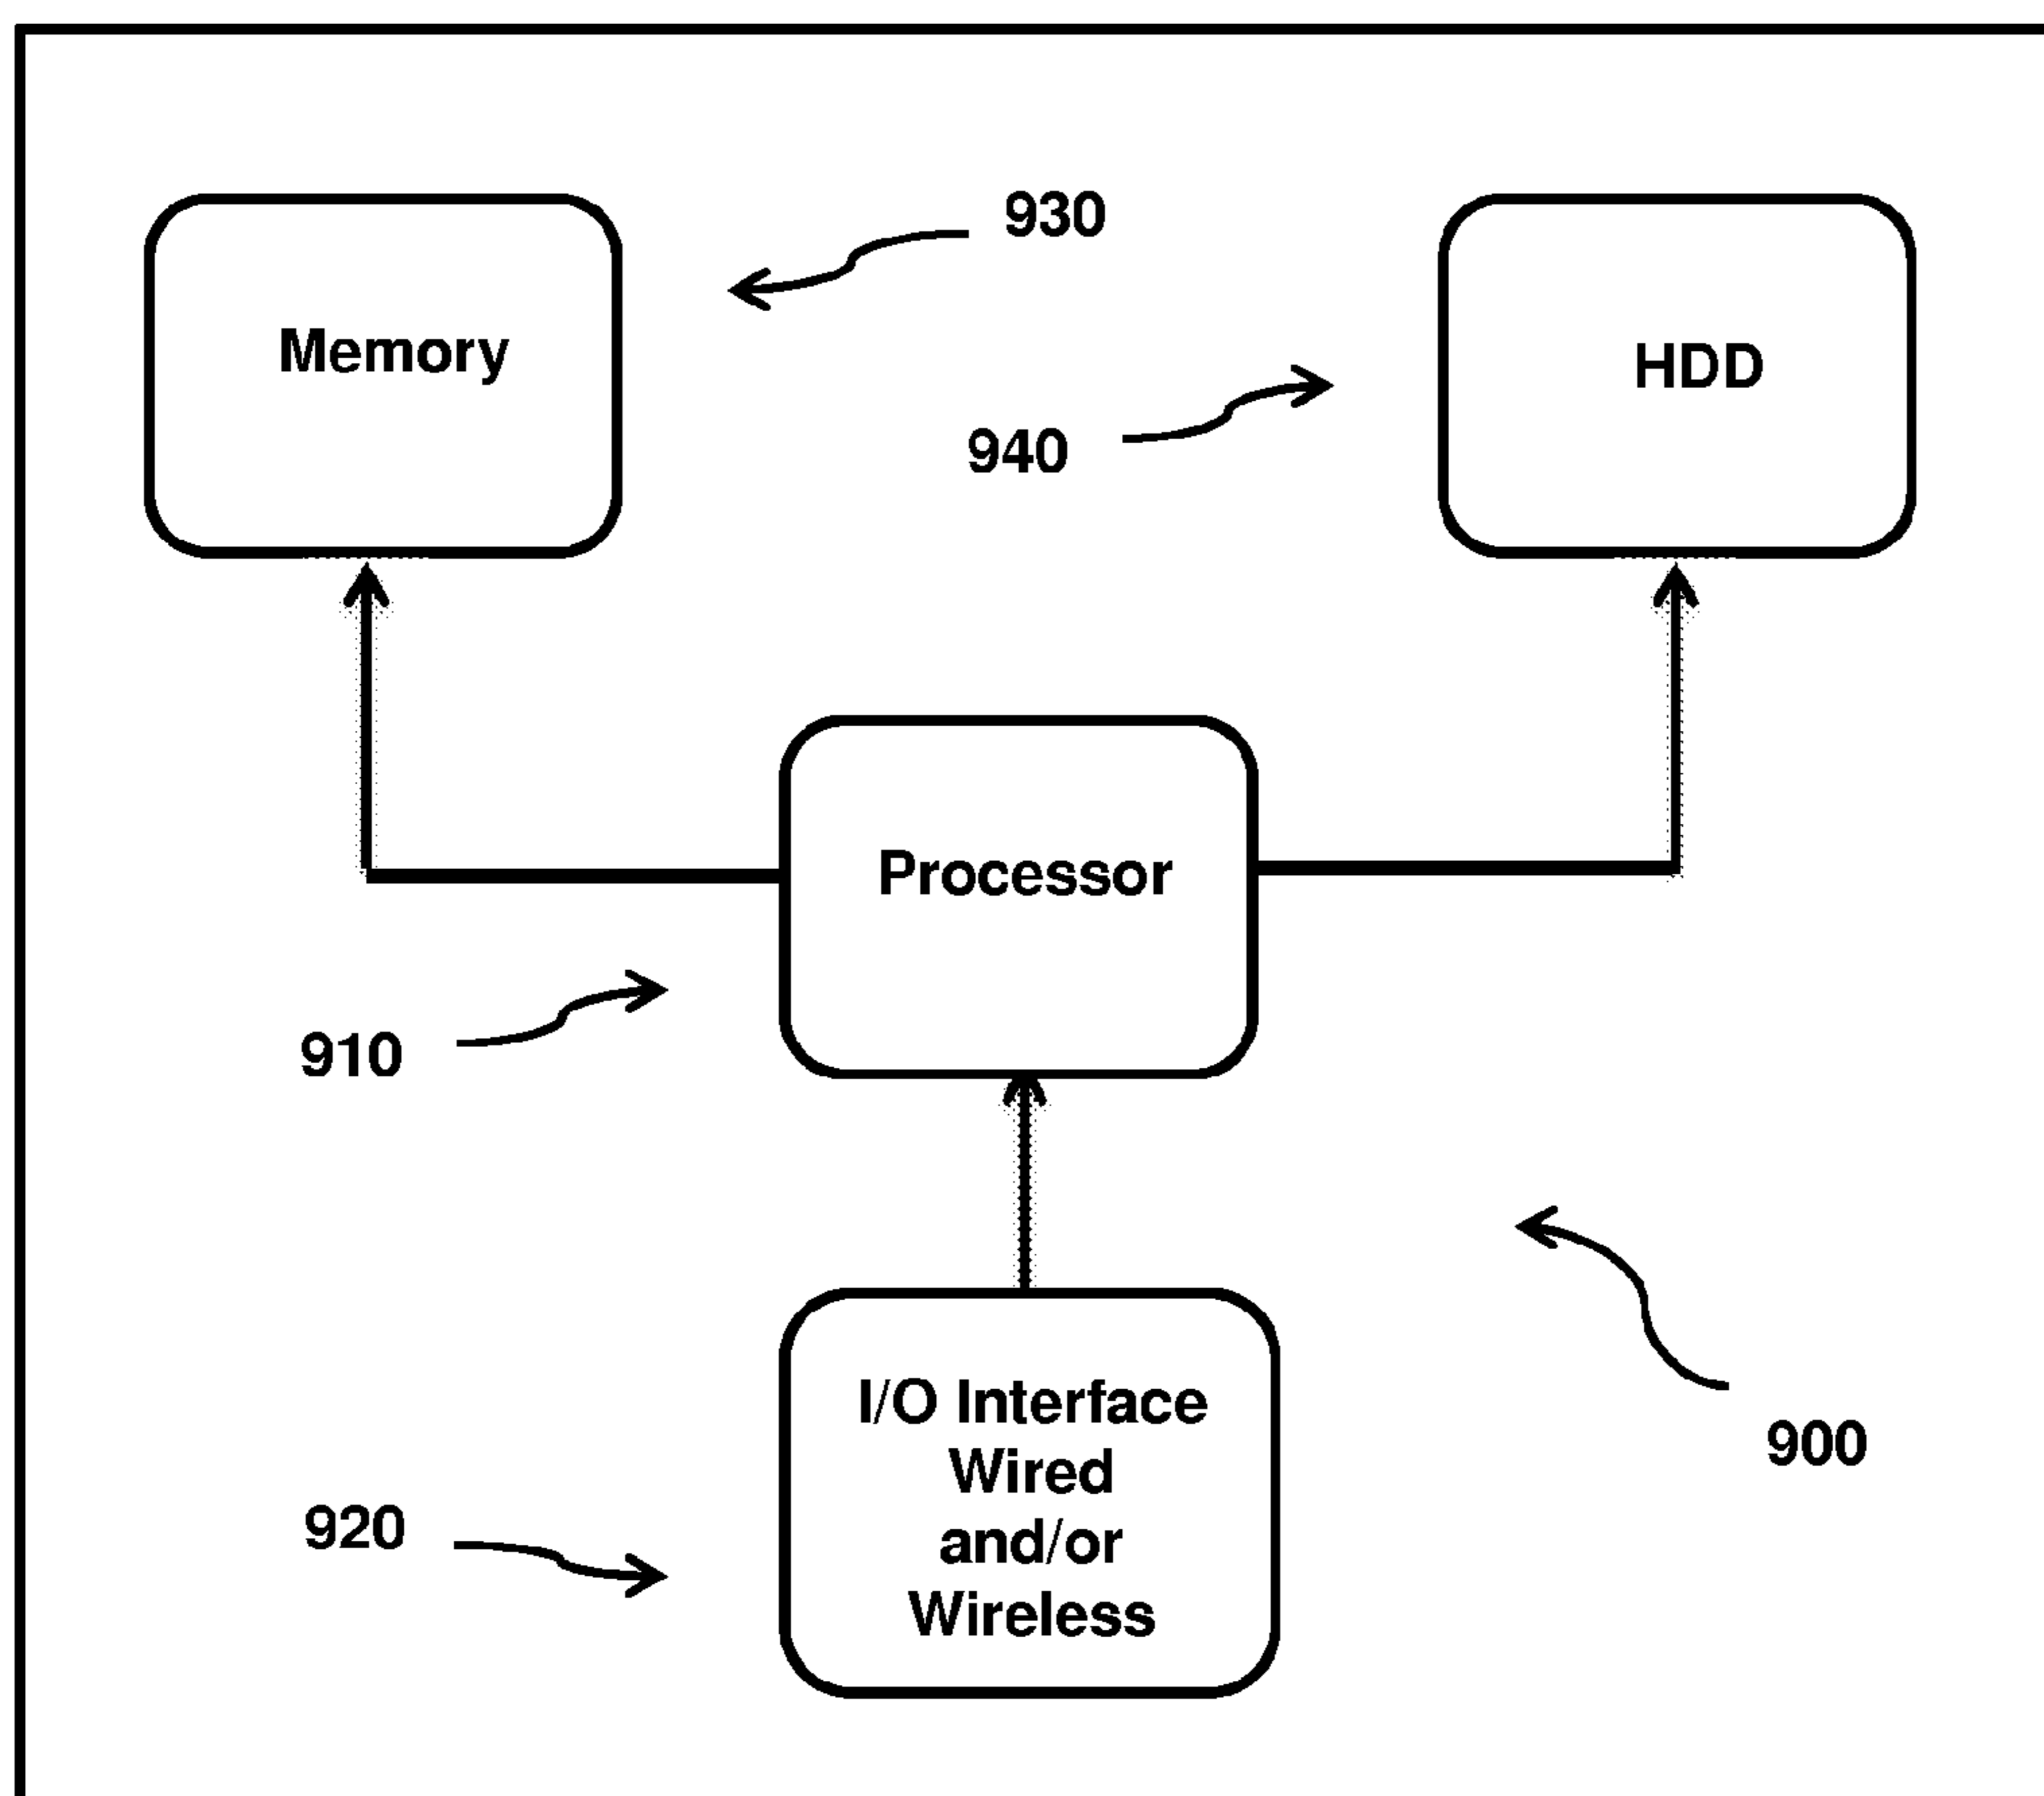 930
Memory
HDD
940
Processor
910
I/O Interface
Wired
and/or
Wireless
900
920